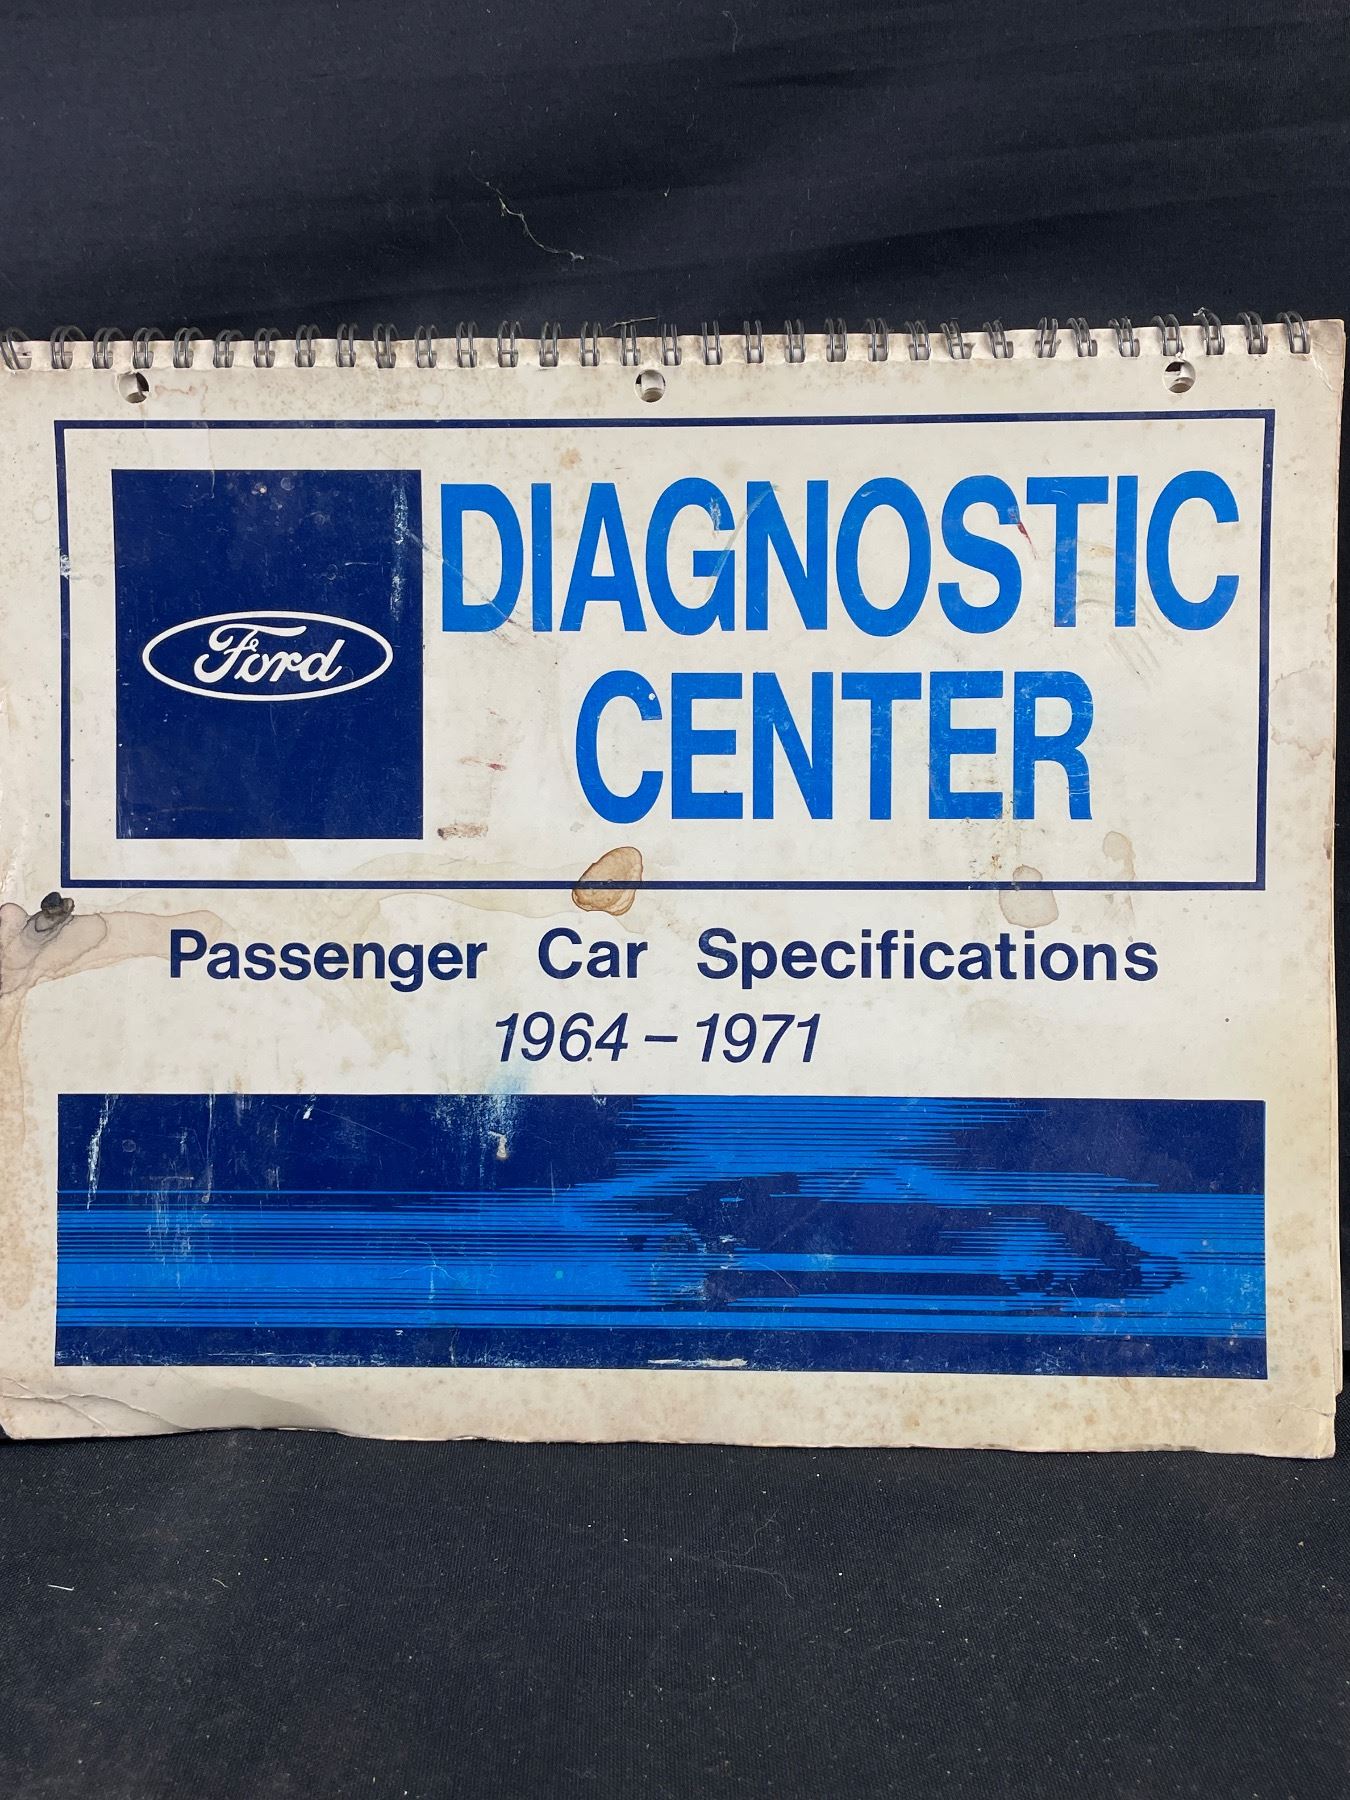 Ford
DIAGNOSTIC
CENTER
Passenger Car Specifications
1964 – 1971